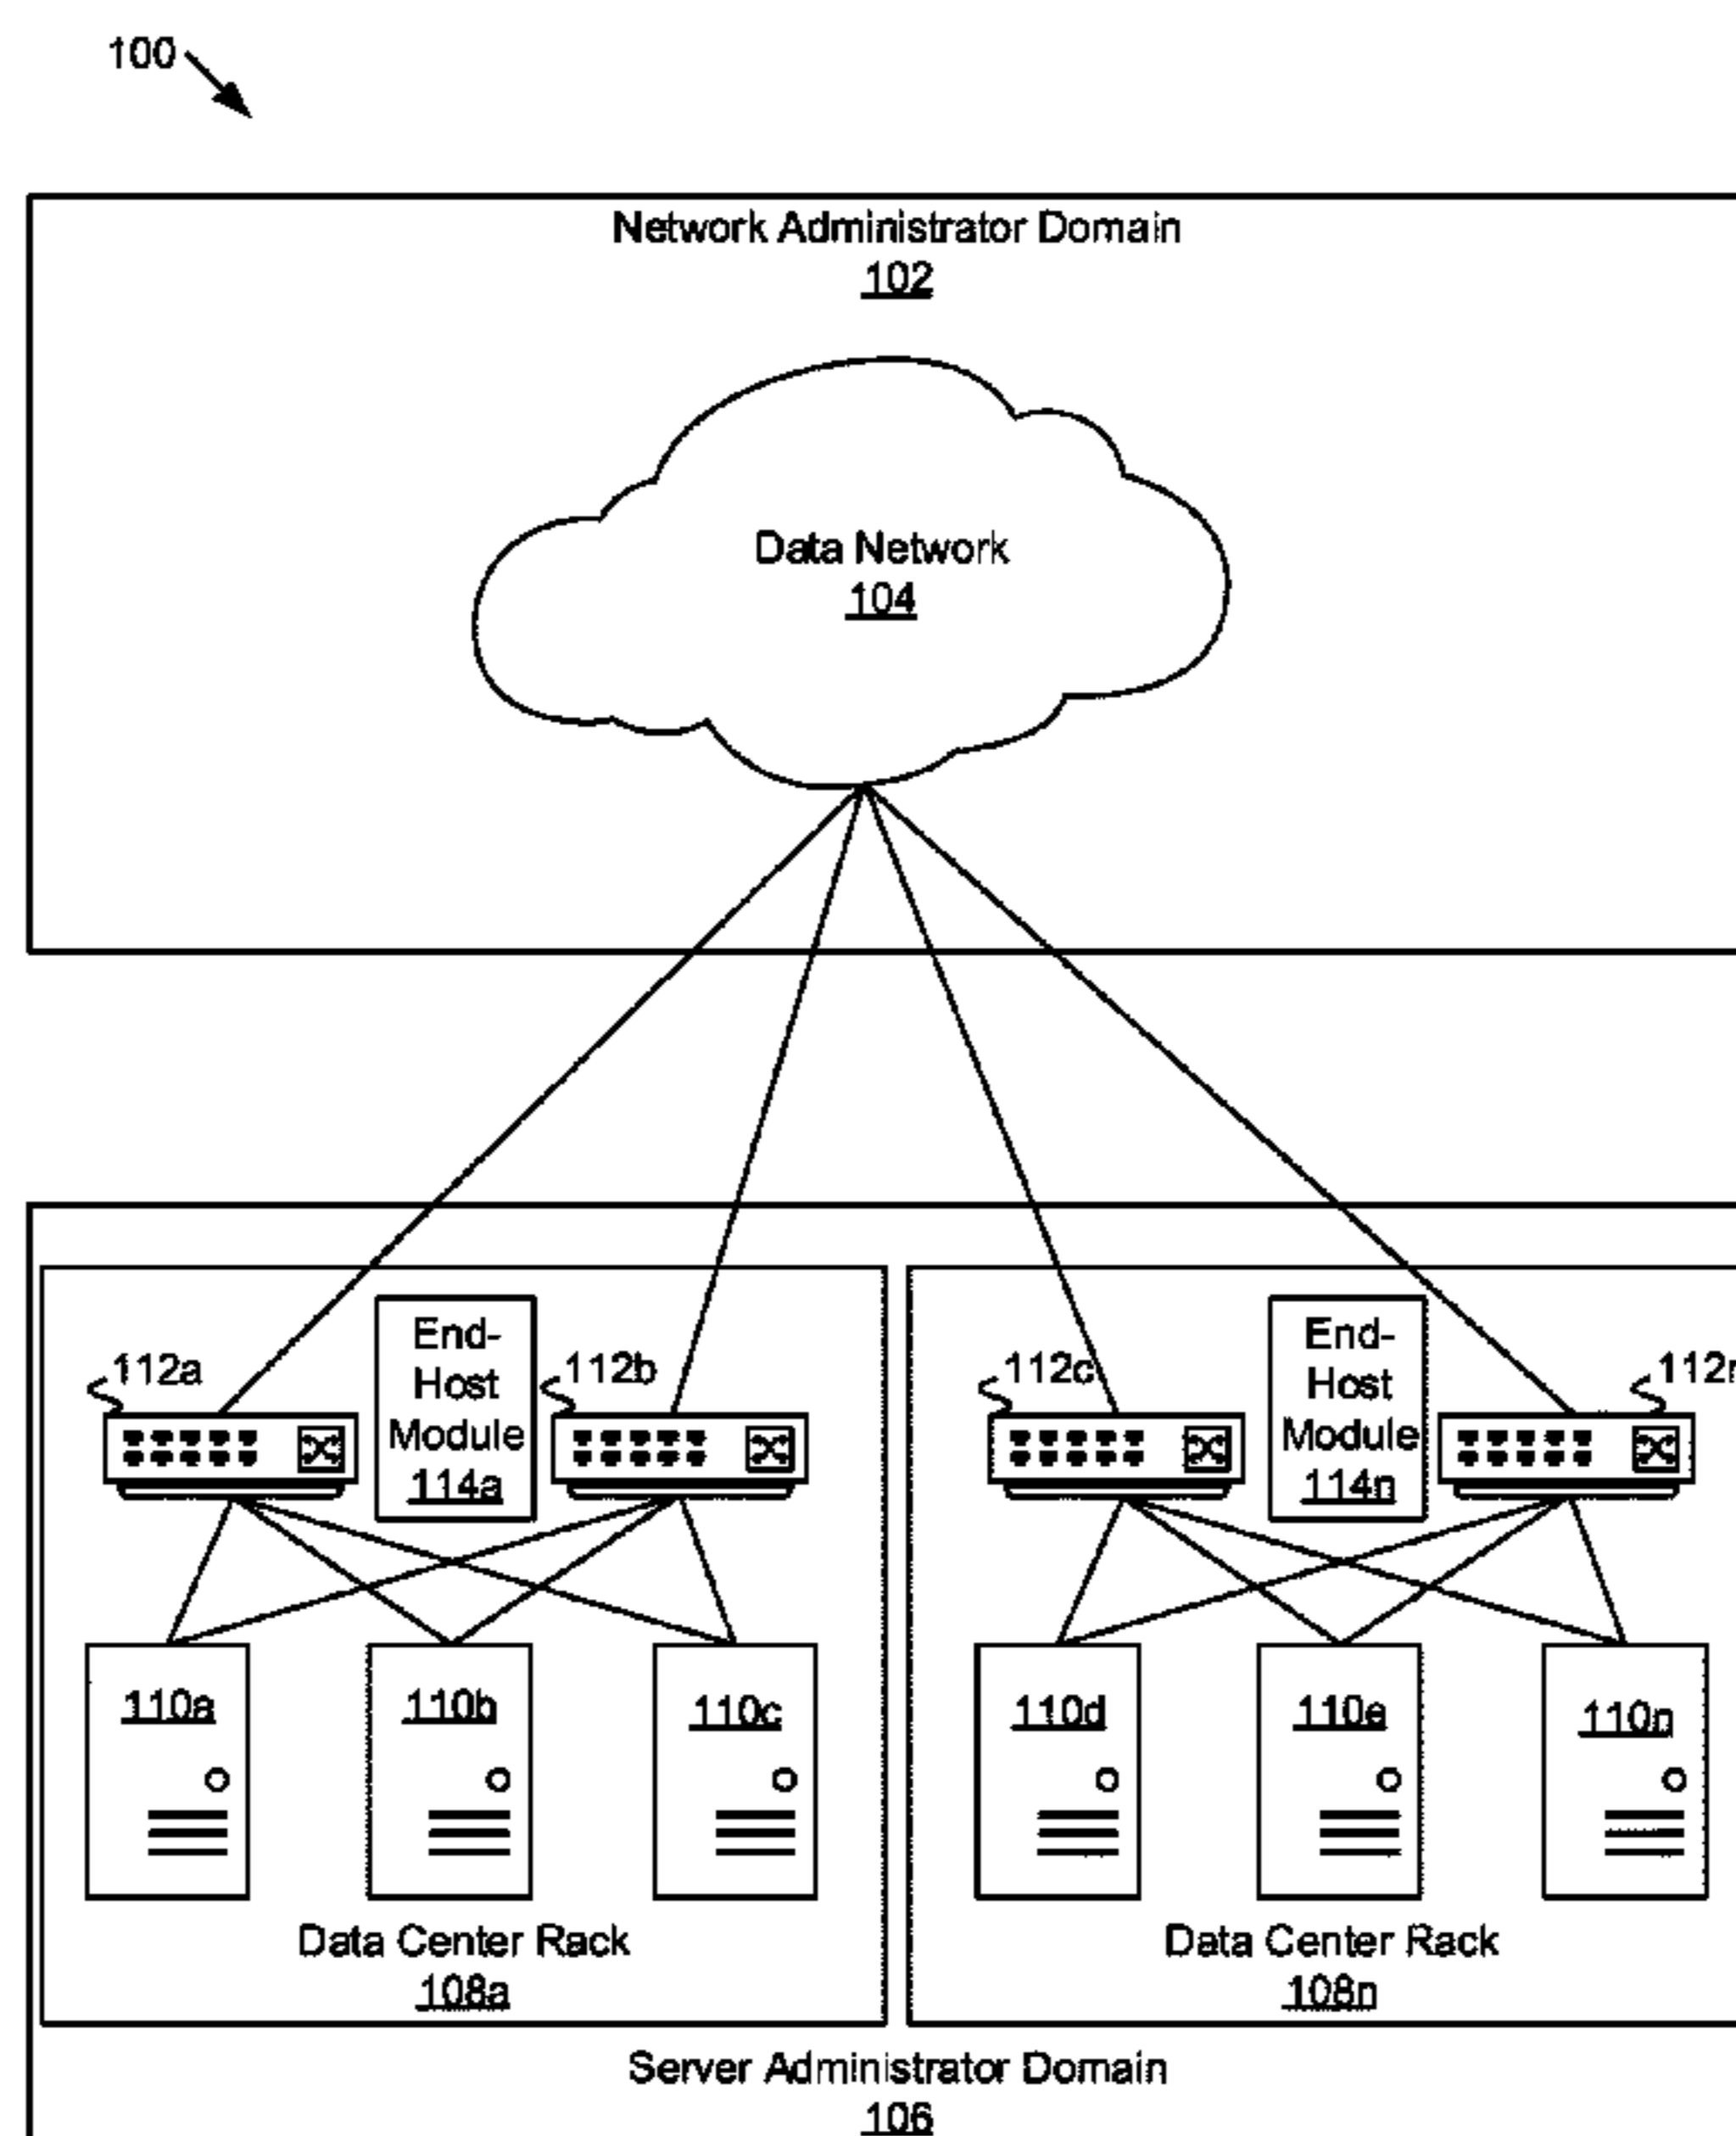 100
Network Administrator Domain
102
Data Network
104
112a
End-
Host
Module
114a
112b
112c
End-
Host
Module
114n
110a
110b
110c
110d
110e
110n
Data Center Rack
108a
Data Center Rack
108n
Server Administrator Domain
106